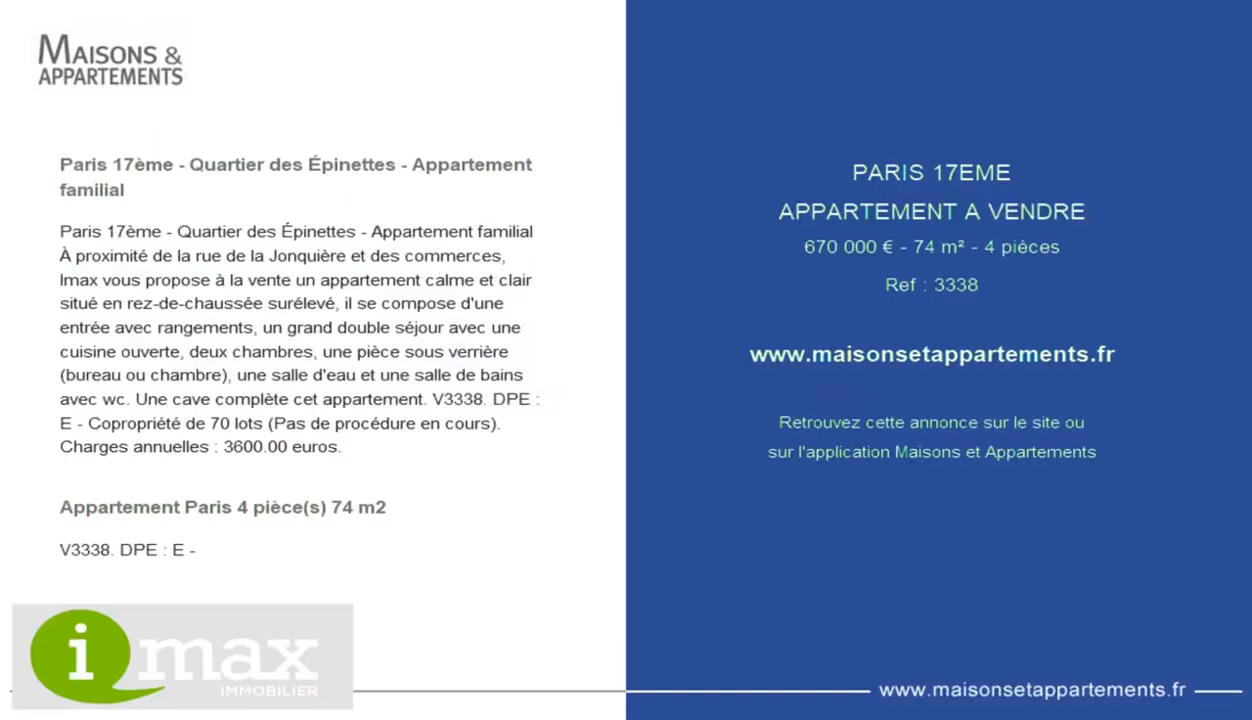 MAISONS &
APPARTEMENTS
Paris 17ème - Quartier des Épinettes - Appartement
familial
Paris 17ème - Quartier des Épinettes - Appartement familial
À proximité de la rue de la Jonquière et des commerces,
Imax vous propose à la vente un appartement calme et clair
situé en rez-de-chaussée surélevé, il se compose d'une
entrée avec rangements, un grand double séjour avec une
cuisine ouverte, deux chambres, une pièce sous verrière
(bureau ou chambre), une salle d'eau et une salle de bains
avec wc. Une cave complète cet appartement. V3338. DPE :
E - Copropriété de 70 lots (Pas de procédure en cours).
Charges annuelles : 3600.00 euros.
Appartement Paris 4 pièce(s) 74 m2
V3338. DPE : E -
imax
IMMOBILIER
PARIS 17EME
APPARTEMENT A VENDRE
670 000 € - 74 m² - 4 pièces
Ref : 3338
www.maisonsetappartements.fr
Retrouvez cette annonce sur le site ou
sur l'application Maisons et Appartements
www.maisonsetappartements.fr